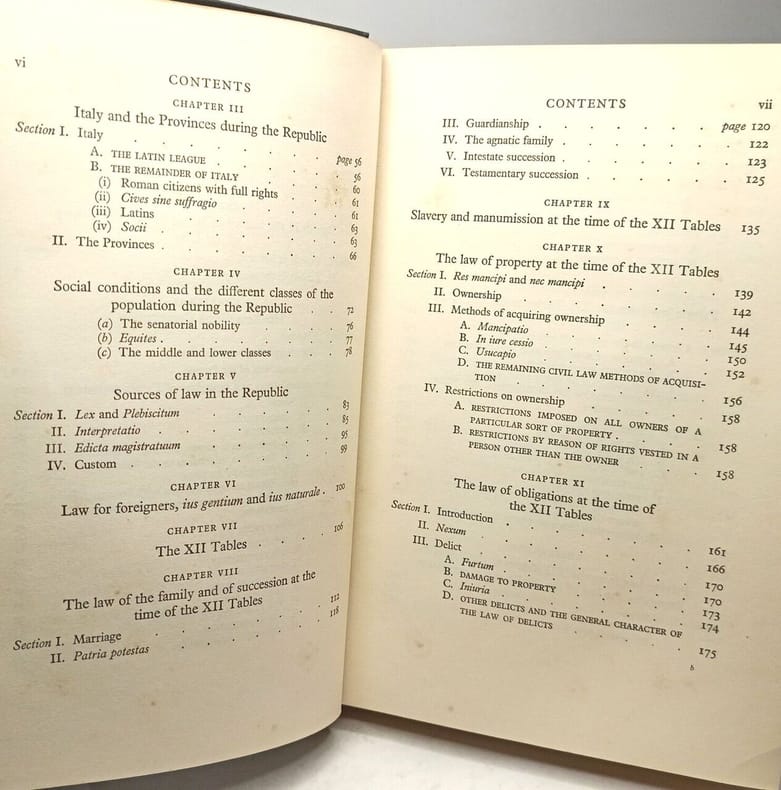 vi
CONTENTS
CHAPTER III
Italy and the Provinces during the Republic
Section I. Italy . . . . . . . page 56
A. THE LATIN LEAGUE . . . . . 56
B. THE REMAINDER OF ITALY . . . . 60
(i) Roman citizens with full rights . . . 61
(ii) Cives sine suffragio . . . . . 61
(iii) Latins . . . . . . 63
(iv) Socii . . . . . . . 63
II. The Provinces . . . . . . . 66
CHAPTER IV
Social conditions and the different classes of the
population during the Republic . . 72
(a) The senatorial nobility . . . . 76
(b) Equites . . . . . . . 77
(c) The middle and lower classes . . . 78
CHAPTER V
Sources of law in the Republic
Section I. Lex and Plebiscitum . . . . . 83
II. Interpretatio . . . . . . 85
III. Edicta magistratuum . . . . . 95
IV. Custom . . . . . . . 99
CHAPTER VI
Law for foreigners, ius gentium and ius naturale . 100
CHAPTER VII
The XII Tables . . . . 106
CHAPTER VIII
The law of the family and of succession at the
time of the XII Tables
Section I. Marriage . . . . . . . 112
II. Patria potestas . . . . . . 118
CONTENTS
vii
III. Guardianship . . . . . . page 120
IV. The agnatic family . . . . . 122
V. Intestate succession . . . . . 123
VI. Testamentary succession . . . . 125
CHAPTER IX
Slavery and manumission at the time of the XII Tables 135
CHAPTER X
The law of property at the time of the XII Tables
Section I. Res mancipi and nec mancipi . . . . 139
II. Ownership . . . . . . 142
III. Methods of acquiring ownership . . . . 144
A. Mancipatio . . . . . . 145
B. In iure cessio . . . . . . 150
C. Usucapio . . . . . . 152
D. THE REMAINING CIVIL LAW METHODS OF ACQUISI-
TION . . . . . . . 156
IV. Restrictions on ownership . . . . . 158
A. RESTRICTIONS IMPOSED ON ALL OWNERS OF A
PARTICULAR SORT OF PROPERTY . . . . 158
B. RESTRICTIONS BY REASON OF RIGHTS VESTED IN A
PERSON OTHER THAN THE OWNER . . . 158
CHAPTER XI
The law of obligations at the time of
the XII Tables
Section I. Introduction . . . . . . . 161
II. Nexum . . . . . . . 166
III. Delict . . . . . . . 170
A. Furtum . . . . . . . 170
B. DAMAGE TO PROPERTY . . . . . 173
C. Iniuria . . . . . . . 174
D. OTHER DELICTS AND THE GENERAL CHARACTER OF
THE LAW OF DELICTS . . . . . 175
b